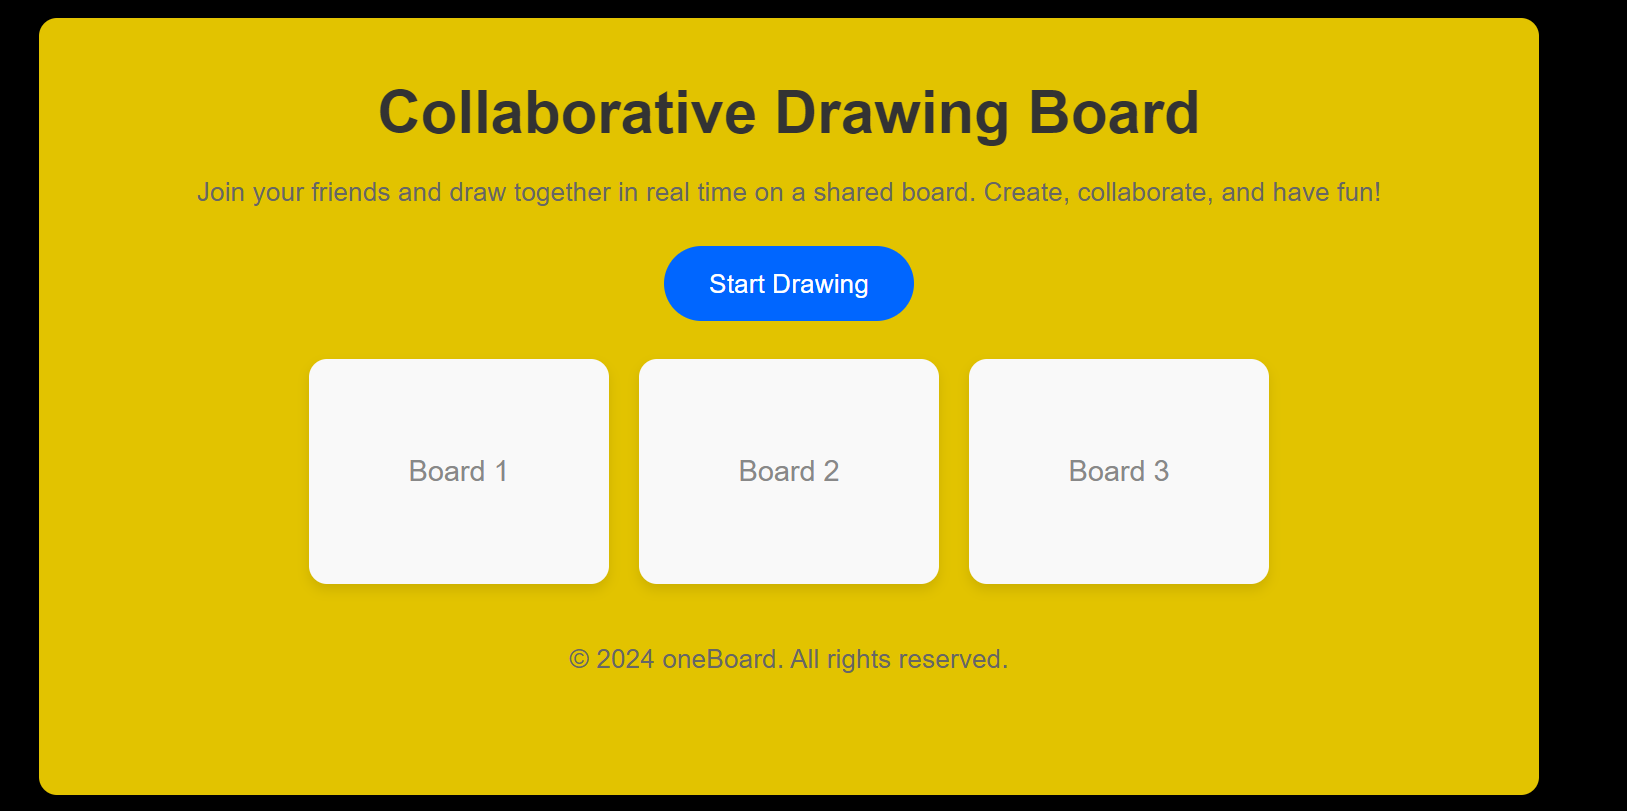 Collaborative Drawing Board
Join your friends and draw together in real time on a shared board. Create, collaborate, and have fun!
Start Drawing
Board 1
Board 2
Board 3
© 2024 oneBoard. All rights reserved.